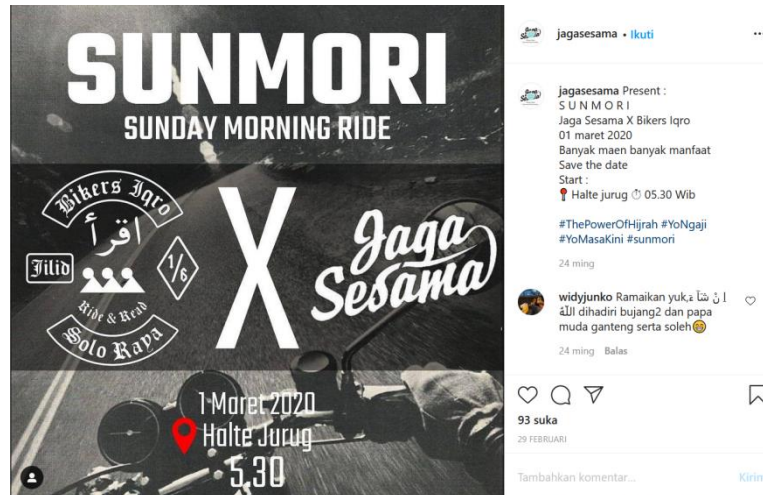 SUNMORI
SUNDAY MORNING RIDE
Bikers Iqro
اقرأ
Jilid
1/6
Ride & Read
Solo Raya
X
Jaga
Sesama
1 Maret 2020
Halte Jurug
5.30
jagasesama • Ikuti
jagasesama Present :
S U N M O R I
Jaga Sesama X Bikers Iqro
01 maret 2020
Banyak maen banyak manfaat
Save the date
Start :
📍 Halte jurug ⏱ 05.30 Wib
#ThePowerOfHijrah #YoNgaji
#YoMasaKini #sunmori
24 ming
widyjunko Ramaikan yuk,إِ نْ شَآ ءَ
اللّٰهُ dihadiri bujang2 dan papa
muda ganteng serta soleh😁
24 ming Balas
93 suka
29 FEBRUARI
Tambahkan komentar...
Kirim